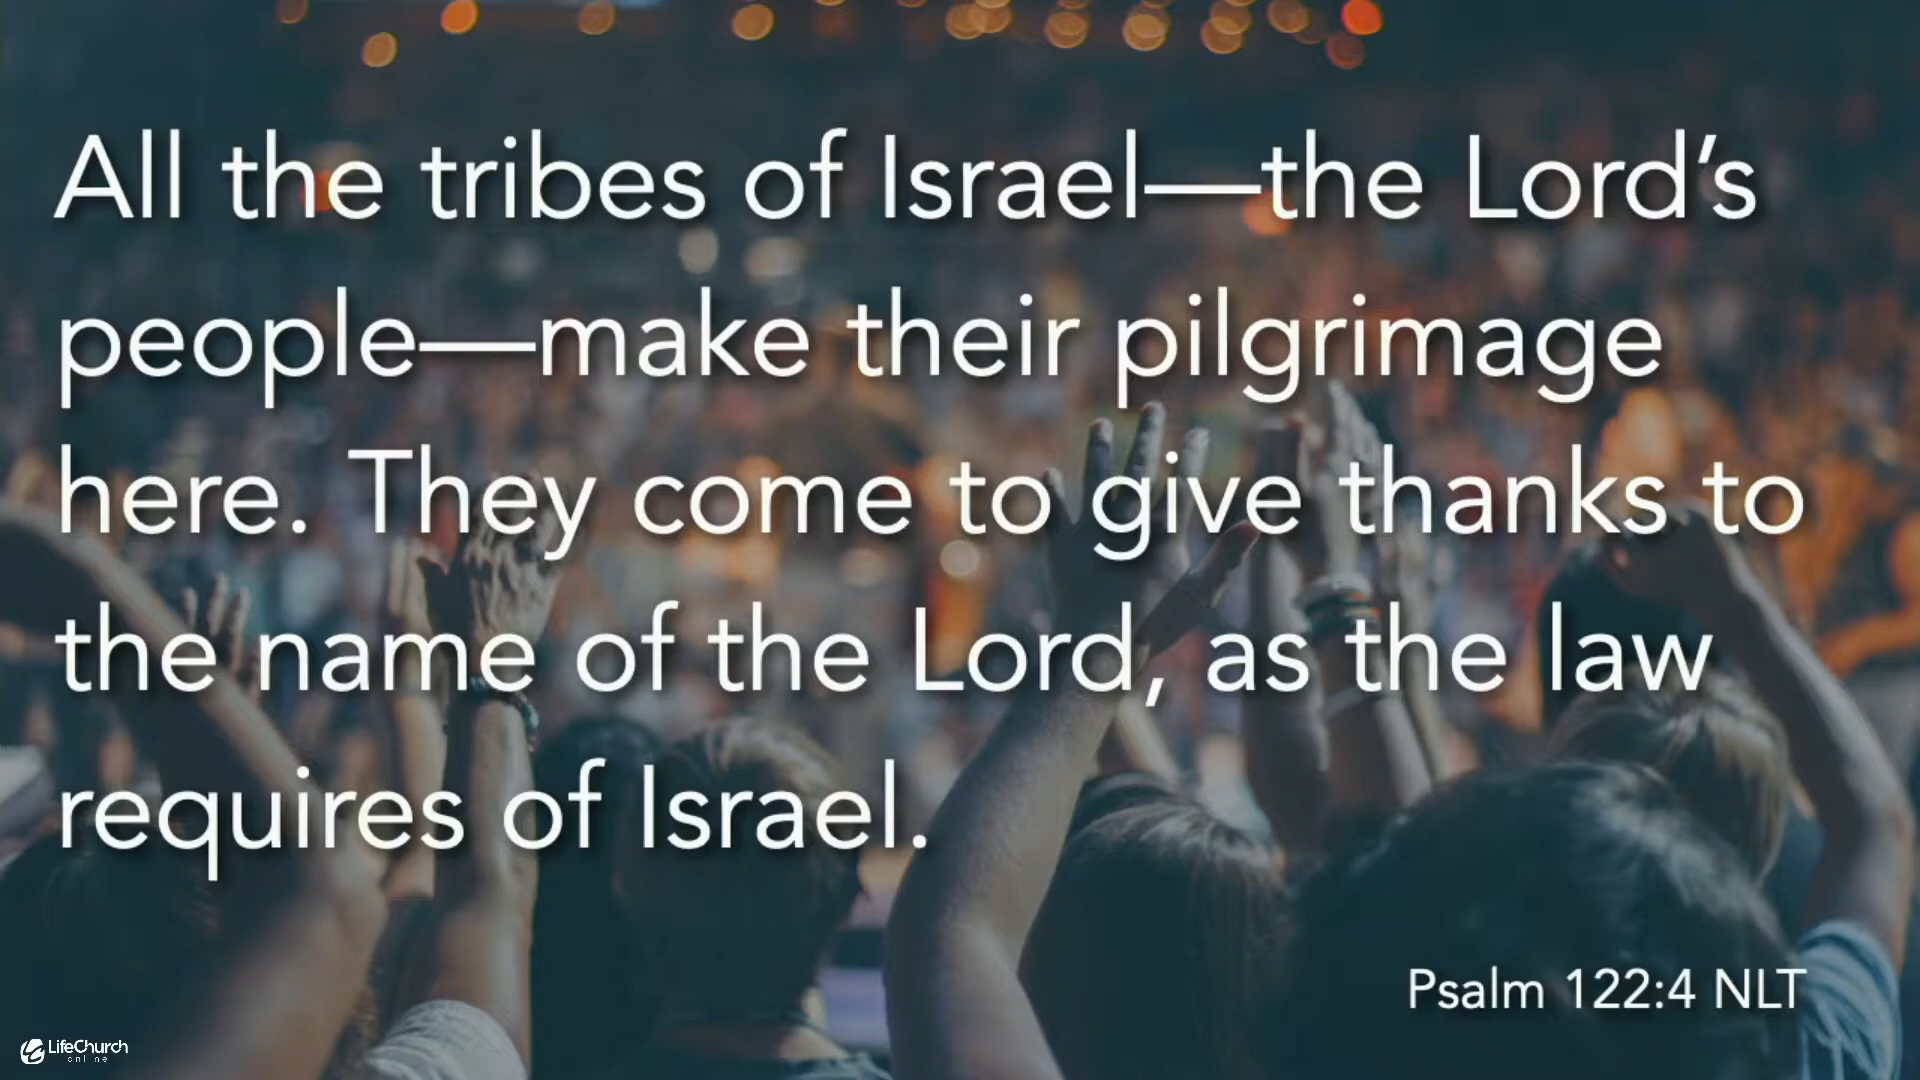 All the tribes of Israel—the Lord’s
people—make their pilgrimage
here. They come to give thanks to
the name of the Lord, as the law
requires of Israel.
Psalm 122:4 NLT
LifeChurch
online